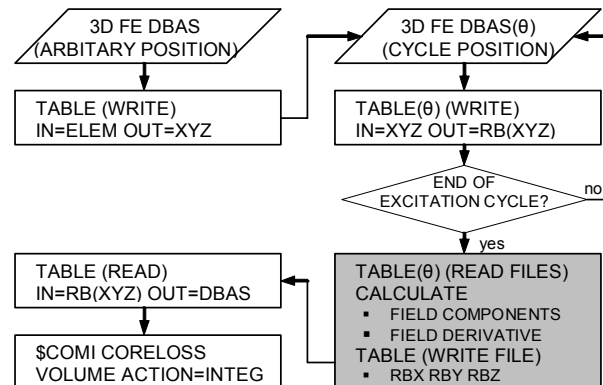 3D FE DBAS
(ARBITARY POSITION)
TABLE (WRITE)
IN=ELEM OUT=XYZ
3D FE DBAS(θ)
(CYCLE POSITION)
TABLE(θ) (WRITE)
IN=XYZ OUT=RB(XYZ)
END OF
EXCITATION CYCLE?
no
yes
TABLE(θ) (READ FILES)
CALCULATE
▪ FIELD COMPONENTS
▪ FIELD DERIVATIVE
TABLE (WRITE FILE)
▪ RBX RBY RBZ
TABLE (READ)
IN=RB(XYZ) OUT=DBAS
$COMI CORELOSS
VOLUME ACTION=INTEG